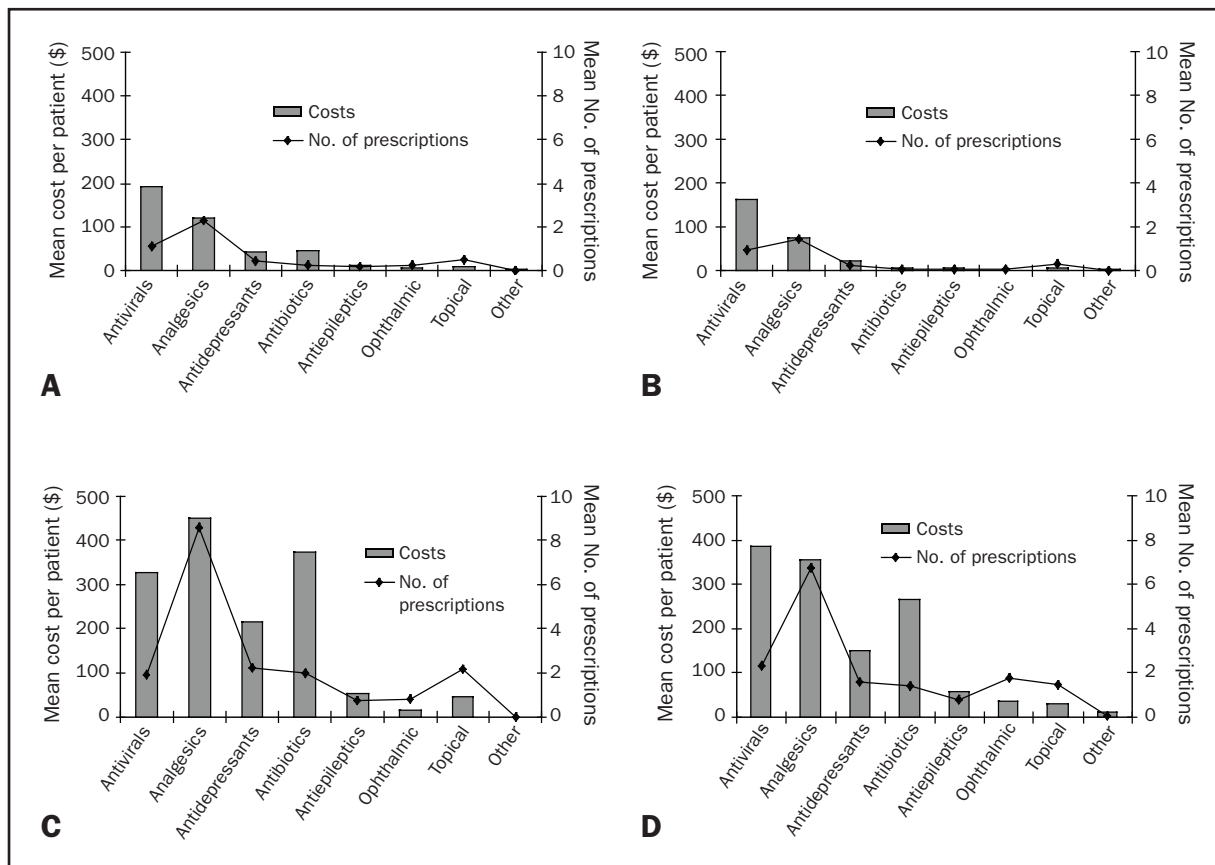 A
Mean cost per patient ($)
500
400
300
200
100
0
Costs
No. of prescriptions
10
8
6
4
2
0
Mean No. of prescriptions
Antivirals
Analgesics
Antidepressants
Antibiotics
Antiepileptics
Ophthalmic
Topical
Other
B
Mean cost per patient ($)
500
400
300
200
100
0
Costs
No. of prescriptions
10
8
6
4
2
0
Mean No. of prescriptions
Antivirals
Analgesics
Antidepressants
Antibiotics
Antiepileptics
Ophthalmic
Topical
Other
C
Mean cost per patient ($)
500
400
300
200
100
0
Costs
No. of
prescriptions
10
8
6
4
2
0
Mean No. of prescriptions
Antivirals
Analgesics
Antidepressants
Antibiotics
Antiepileptics
Ophthalmic
Topical
Other
D
Mean cost per patient ($)
500
400
300
200
100
0
Costs
No. of prescriptions
10
8
6
4
2
0
Mean No. of prescriptions
Antivirals
Analgesics
Antidepressants
Antibiotics
Antiepileptics
Ophthalmic
Topical
Other